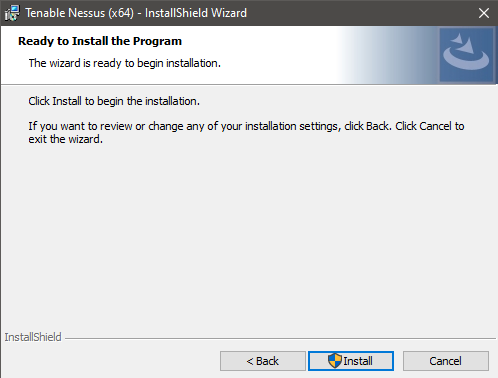 Tenable Nessus (x64) - InstallShield Wizard
Ready to Install the Program
The wizard is ready to begin installation.
Click Install to begin the installation.
If you want to review or change any of your installation settings, click Back. Click Cancel to
exit the wizard.
InstallShield
< Back
Install
Cancel